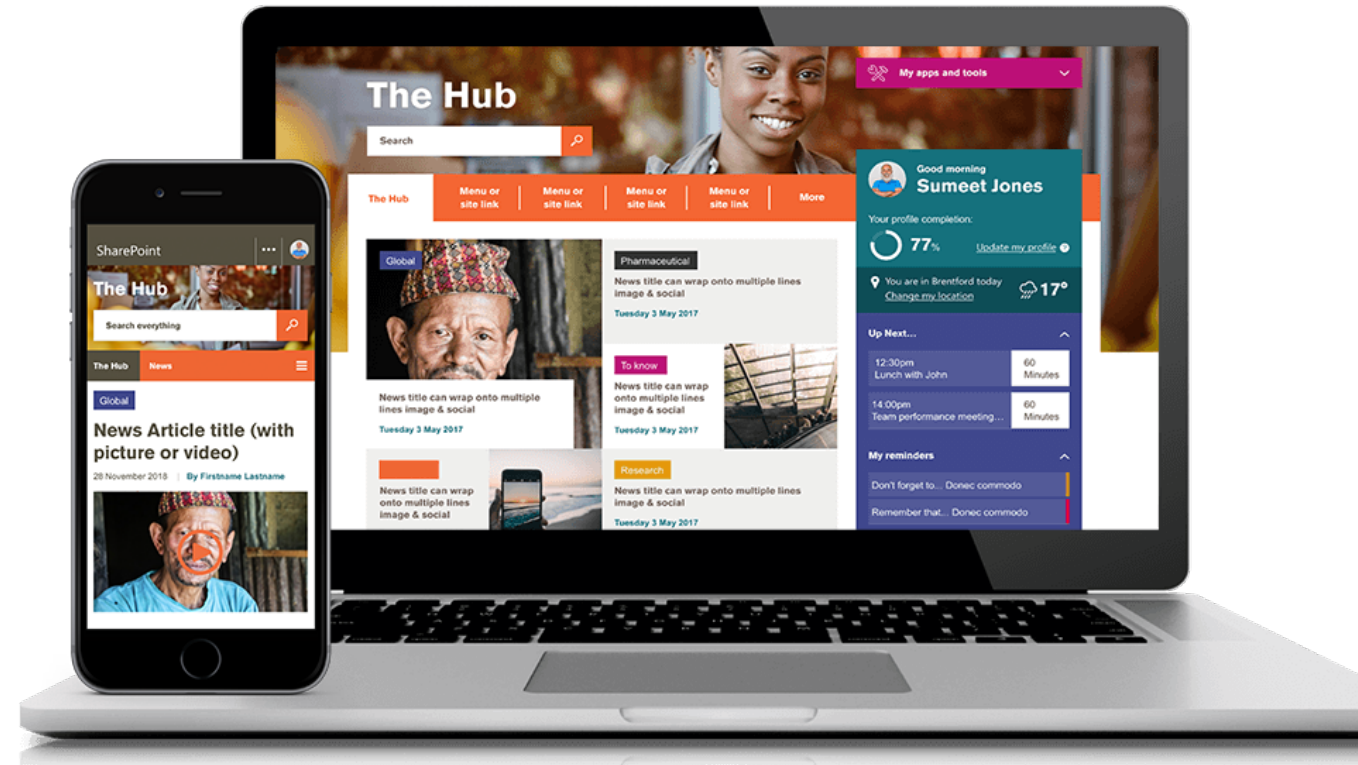 SharePoint
The Hub
Search everything
The Hub
News
Global
News Article title (with
picture or video)
28 November 2018 | By Firstname Lastname
The Hub
Search
My apps and tools
The Hub
Menu or
site link
Menu or
site link
Menu or
site link
Menu or
site link
More
Global
News title can wrap onto multiple
lines image & social
Tuesday 3 May 2017
Pharmaceutical
News title can wrap onto multiple lines
image & social
Tuesday 3 May 2017
To know
News title can wrap
onto multiple lines
image & social
Tuesday 3 May 2017
News title can wrap
onto multiple lines
image & social
Research
News title can wrap onto multiple lines
image & social
Tuesday 3 May 2017
Good morning
Sumeet Jones
Your profile completion:
77%
Update my profile ?
You are in Brentford today
Change my location
17°
Up Next...
12:30pm
Lunch with John
60
Minutes
14:00pm
Team performance meeting...
60
Minutes
My reminders
Don't forget to... Donec commodo
Remember that... Donec commodo